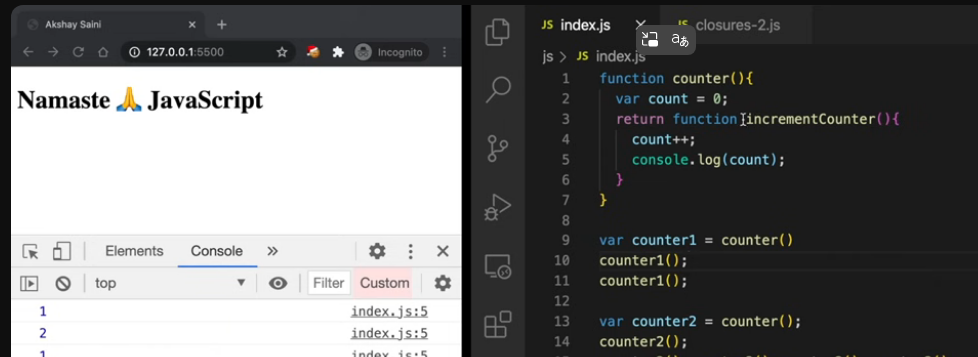 Akshay Saini
127.0.0.1:5500
Incognito
Namaste 🙏 JavaScript
Elements Console »
top Filter Custom
1 index.js:5
2 index.js:5
1 index.js:5
JS index.js JS closures-2.js
js > JS index.js
1 function counter(){
2 var count = 0;
3 return function incrementCounter(){
4 count++;
5 console.log(count);
6 }
7 }
8
9 var counter1 = counter()
10 counter1();
11 counter1();
12
13 var counter2 = counter();
14 counter2();